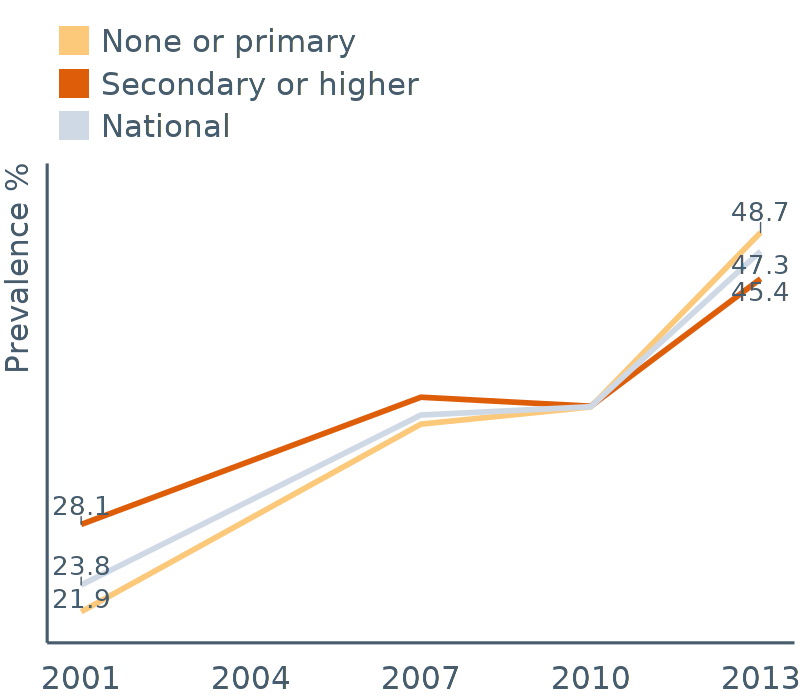 None or primary
Secondary or higher
National
Prevalence %
48.7
47.3
45.4
28.1
23.8
21.9
2001 2004 2007 2010 2013